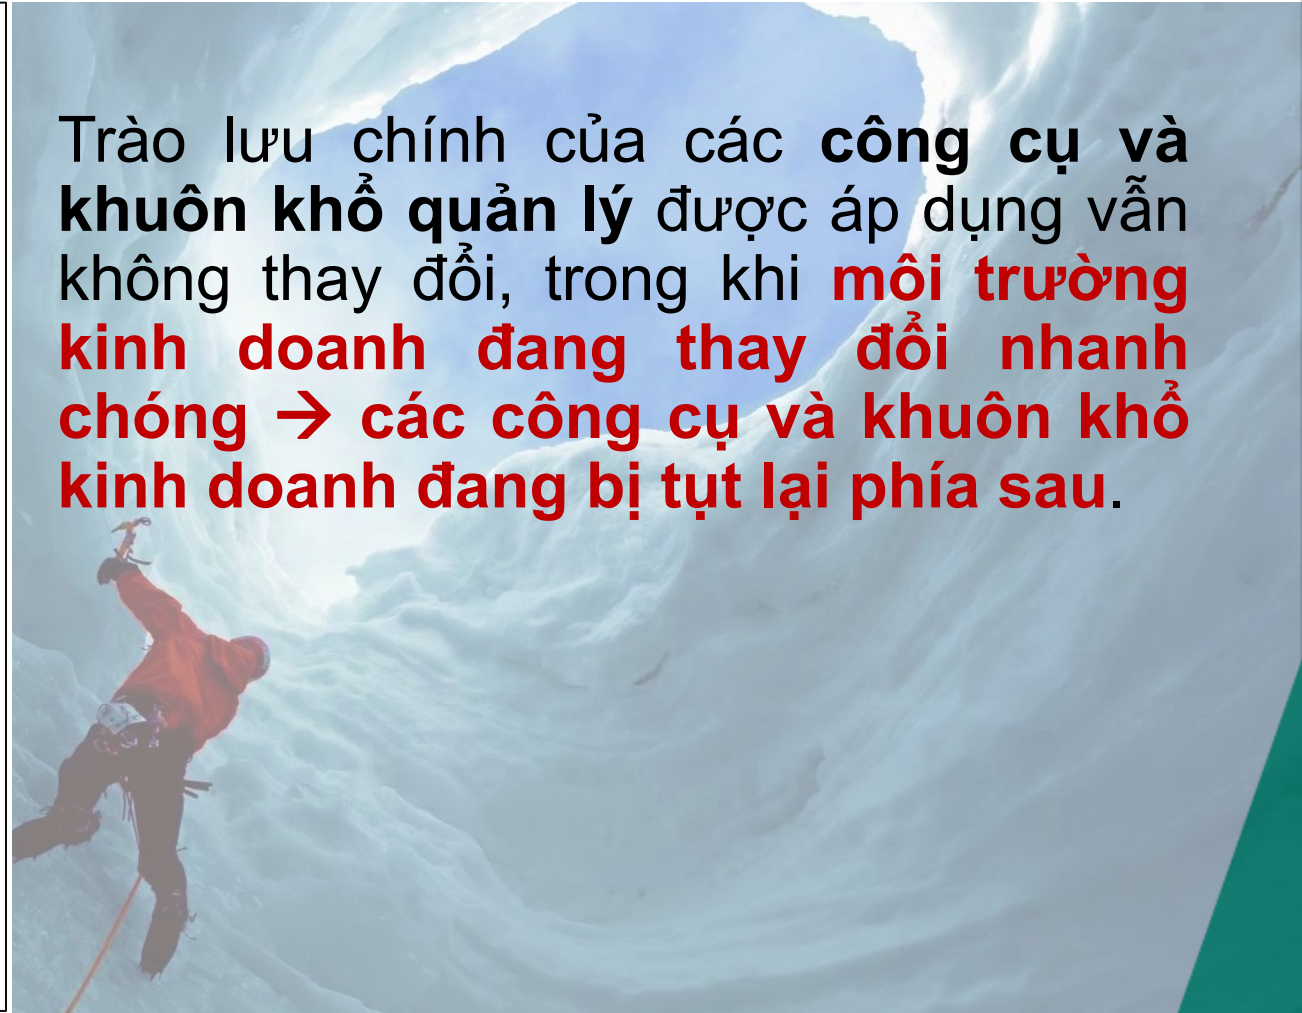 Trào lưu chính của các công cụ và
khuôn khổ quản lý được áp dụng vẫn
không thay đổi, trong khi môi trường
kinh doanh đang thay đổi nhanh
chóng → các công cụ và khuôn khổ
kinh doanh đang bị tụt lại phía sau.